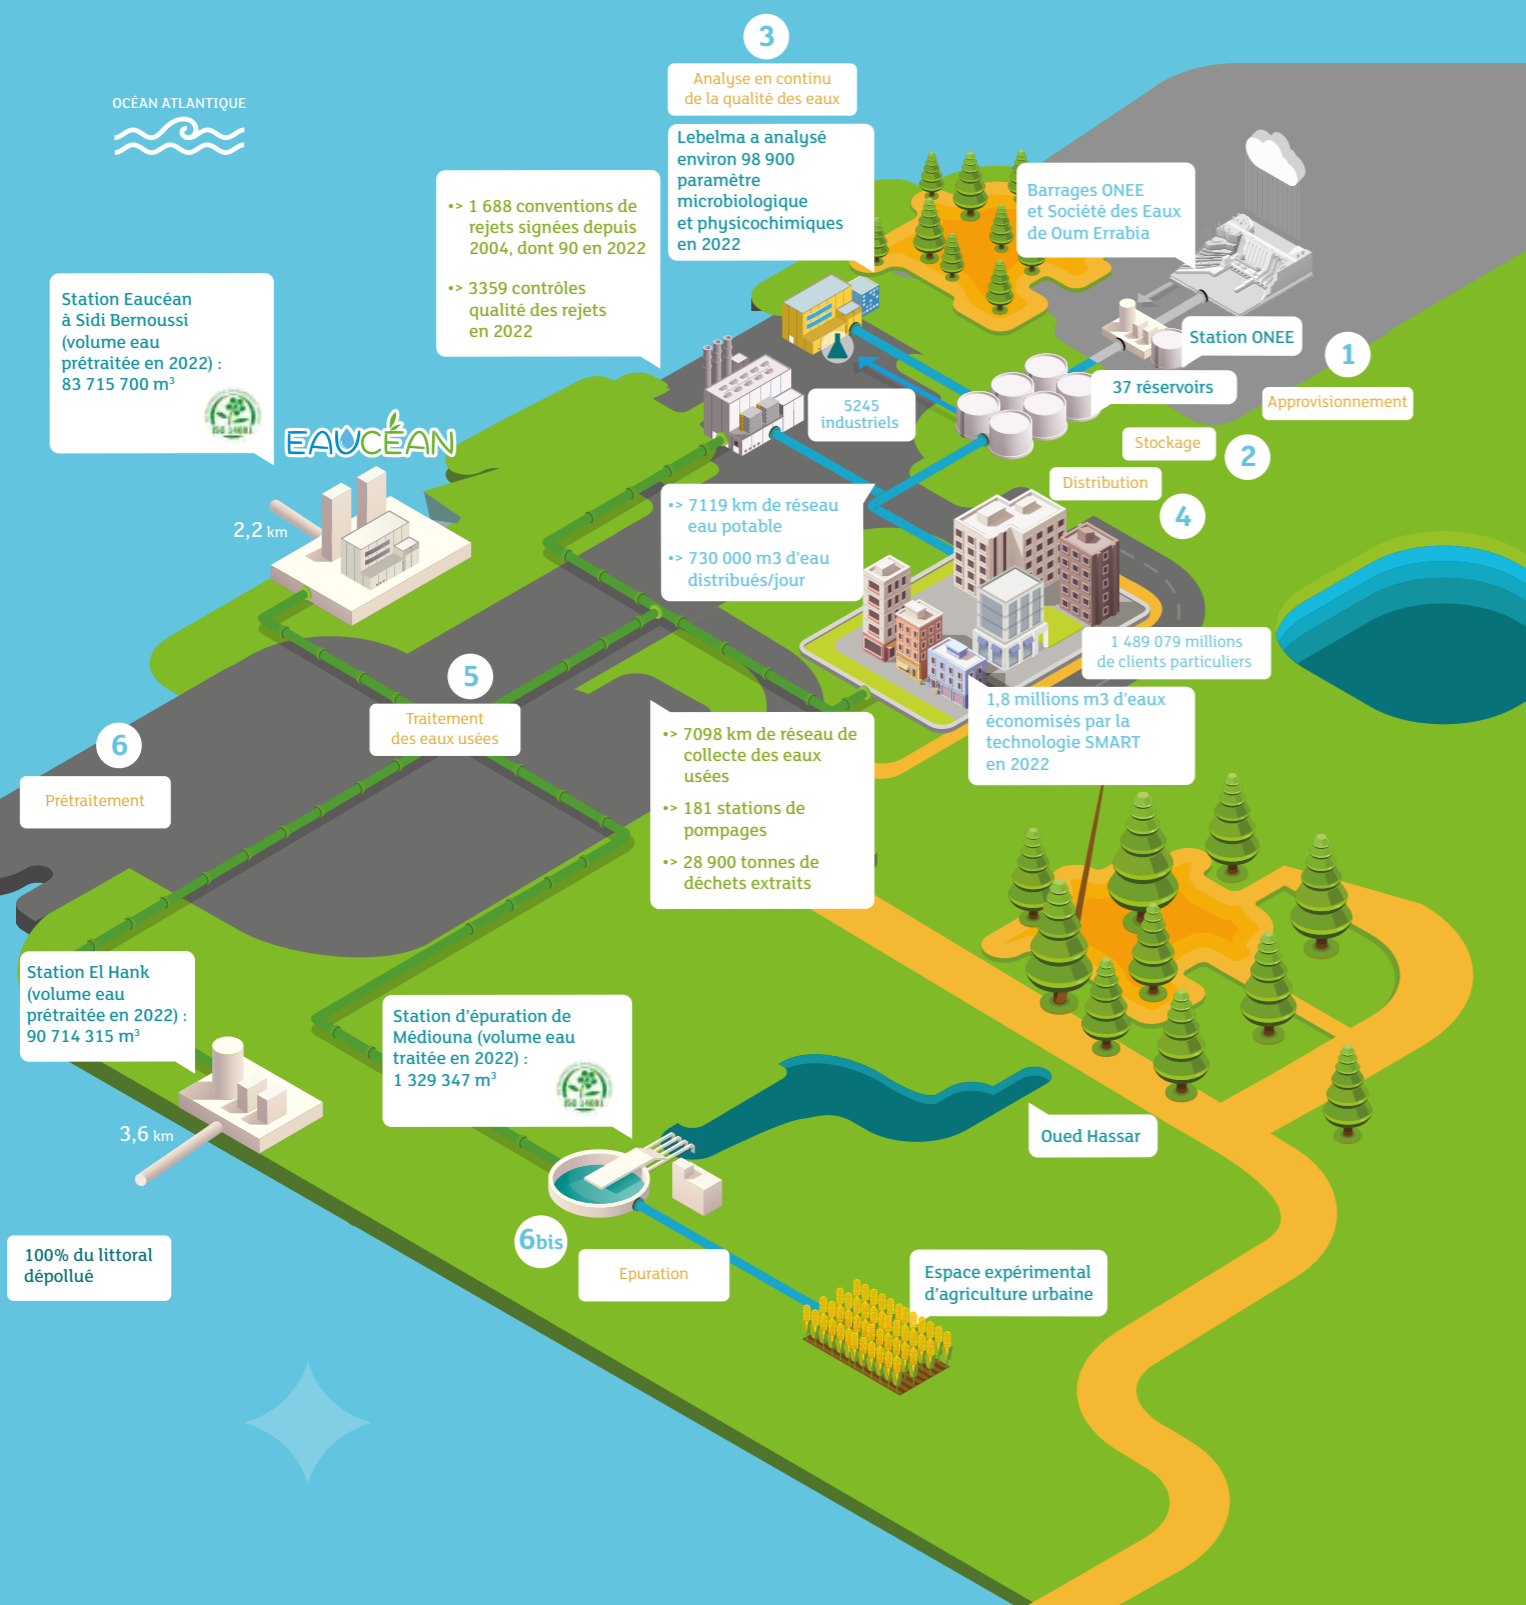 3
Analyse en continu
de la qualité des eaux
OCÉAN ATLANTIQUE
Lebelma a analysé
environ 98 900
paramètre
microbiologique
et physicochimiques
en 2022
Barrages ONEE
et Société des Eaux
de Oum Errabia
•> 1 688 conventions de
rejets signées depuis
2004, dont 90 en 2022
•> 3359 contrôles
qualité des rejets
en 2022
Station Eaucéan
à Sidi Bernoussi
(volume eau
prétraitée en 2022) :
83 715 700 m³
ISO 14001
EAUCÉAN
Station ONEE
1
Approvisionnement
37 réservoirs
5245
industriels
Stockage
2
Distribution
4
•> 7119 km de réseau
eau potable
•> 730 000 m3 d'eau
distribués/jour
2,2 km
1 489 079 millions
de clients particuliers
1,8 millions m3 d'eaux
économisés par la
technologie SMART
en 2022
5
Traitement
des eaux usées
6
Prétraitement
•> 7098 km de réseau de
collecte des eaux
usées
•> 181 stations de
pompages
•> 28 900 tonnes de
déchets extraits
Station El Hank
(volume eau
prétraitée en 2022) :
90 714 315 m³
Station d'épuration de
Médiouna (volume eau
traitée en 2022) :
1 329 347 m³
ISO 14001
3,6 km
Oued Hassar
100% du littoral
dépollué
6bis
Epuration
Espace expérimental
d'agriculture urbaine